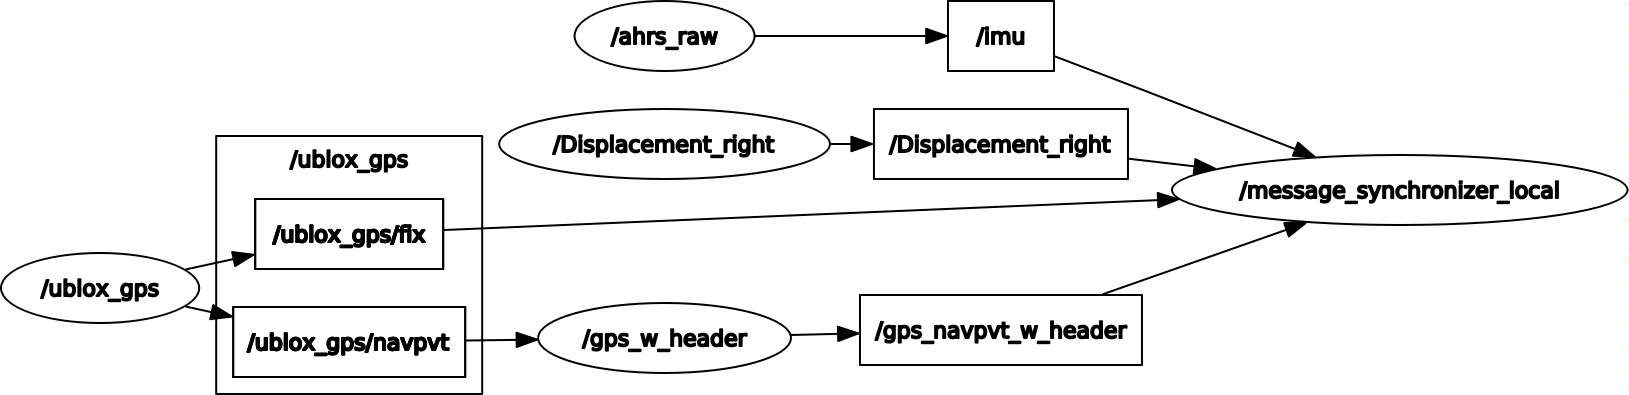 /ahrs_raw
/imu
/Displacement_right
/Displacement_right
/ublox_gps
/message_synchronizer_local
/ublox_gps/fix
/ublox_gps
/ublox_gps/navpvt
/gps_w_header
/gps_navpvt_w_header